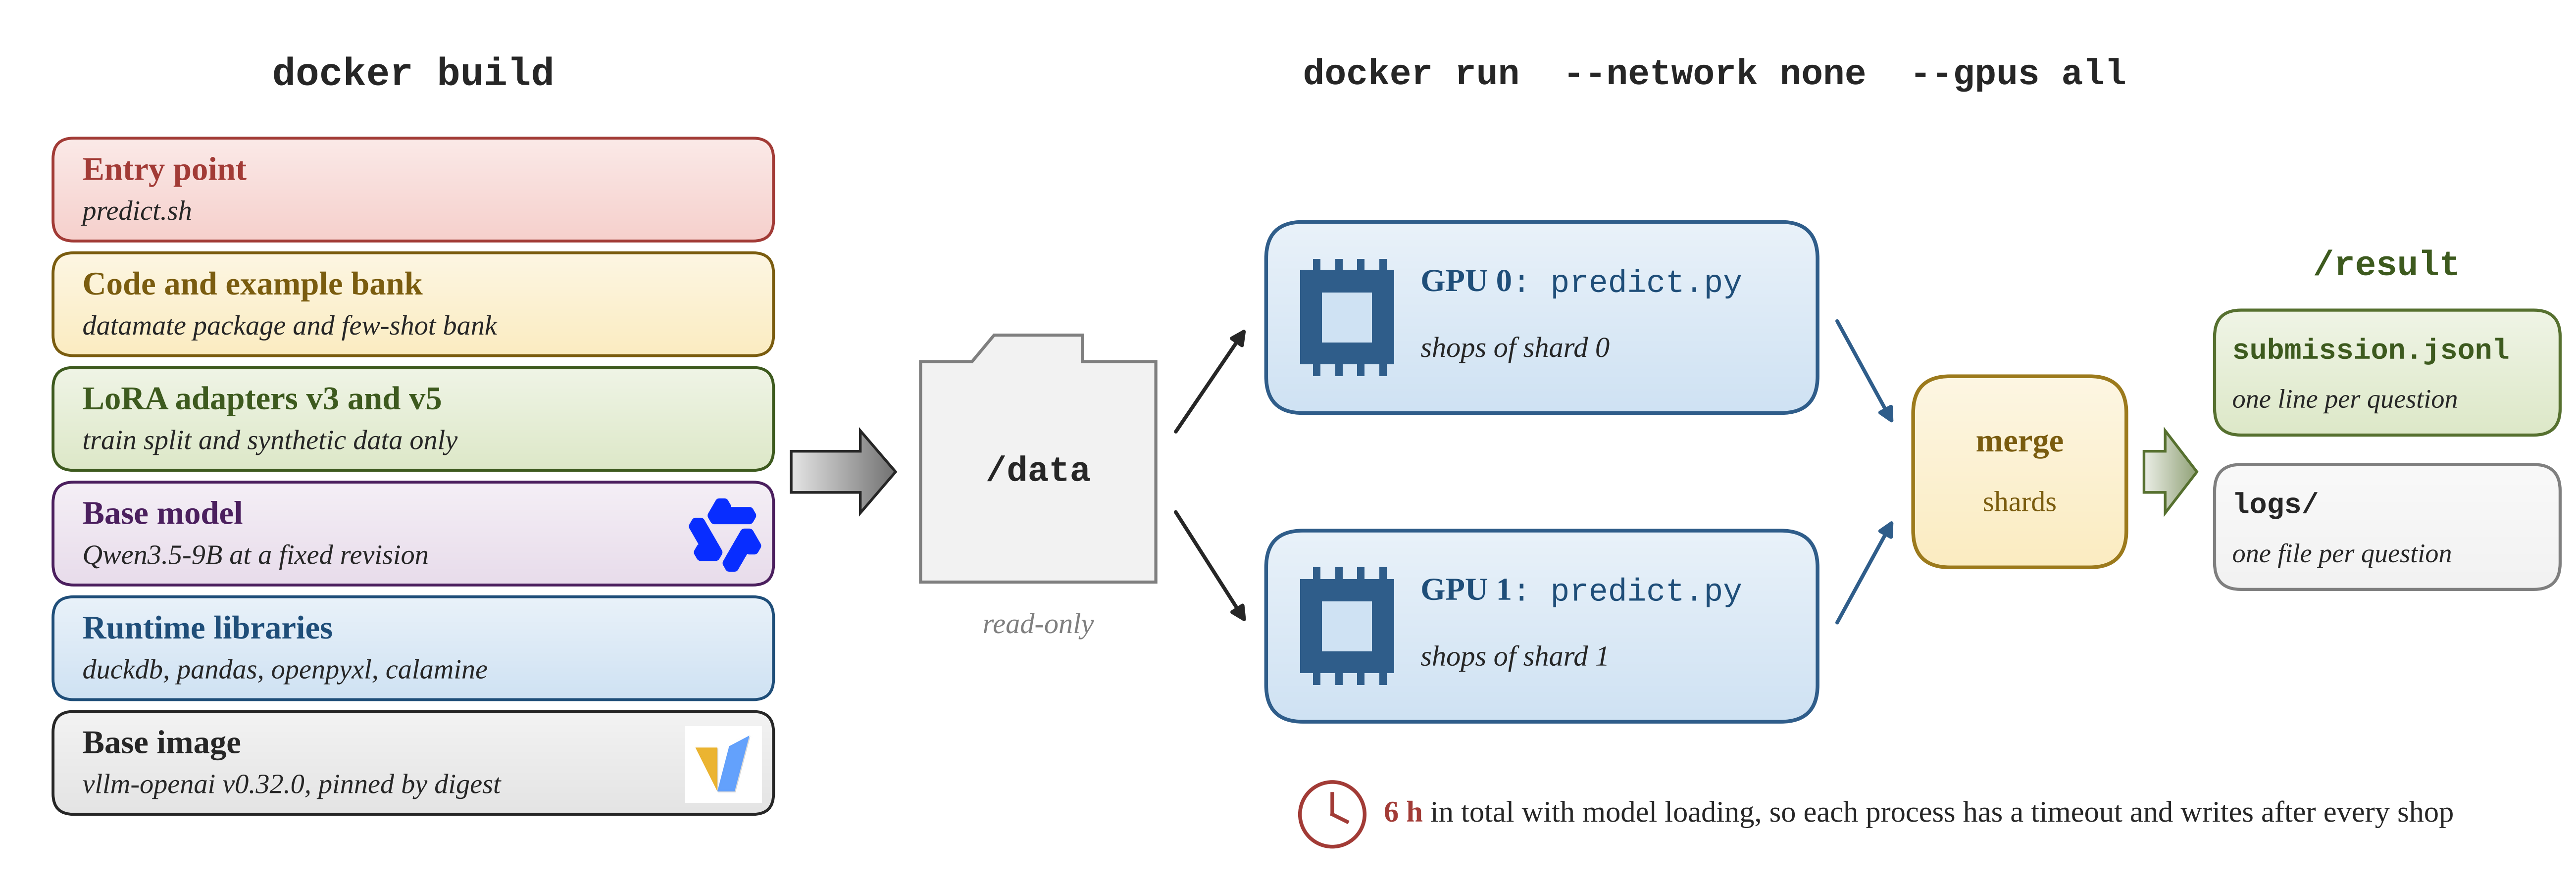 docker build
Entry point
predict.sh
Code and example bank
datamate package and few-shot bank
LoRA adapters v3 and v5
train split and synthetic data only
Base model
Qwen3.5-9B at a fixed revision
Runtime libraries
duckdb, pandas, openpyxl, calamine
Base image
vllm-openai v0.32.0, pinned by digest
docker run --network none --gpus all
/data
read-only
GPU 0: predict.py
shops of shard 0
GPU 1: predict.py
shops of shard 1
merge
shards
/result
submission.jsonl
one line per question
logs/
one file per question
6 h in total with model loading, so each process has a timeout and writes after every shop